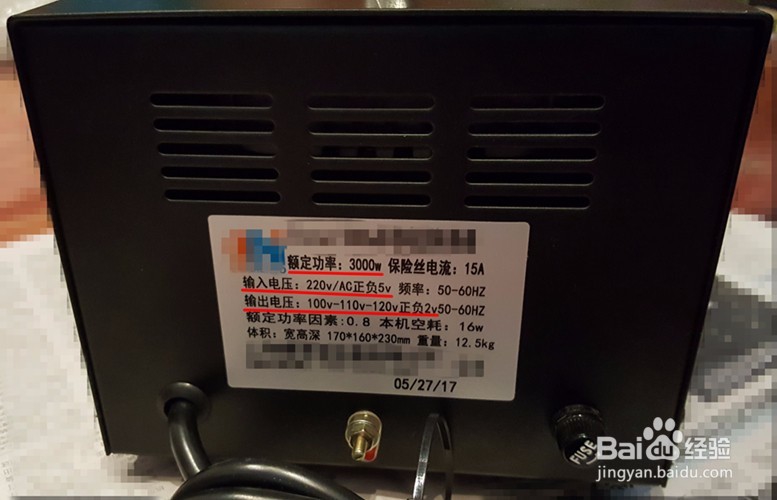 额定功率：3000w 保险丝电流：15A
输入电压：220v/AC正负5v 频率：50-60HZ
输出电压：100v-110v-120v正负2v50-60HZ
额定功率因素:0.8 本机空耗：16w
体积：宽高深 170*160*230mm 重量：12.5kg
05/27/17
FUSE
Baidu经验
jingyan.baidu.com